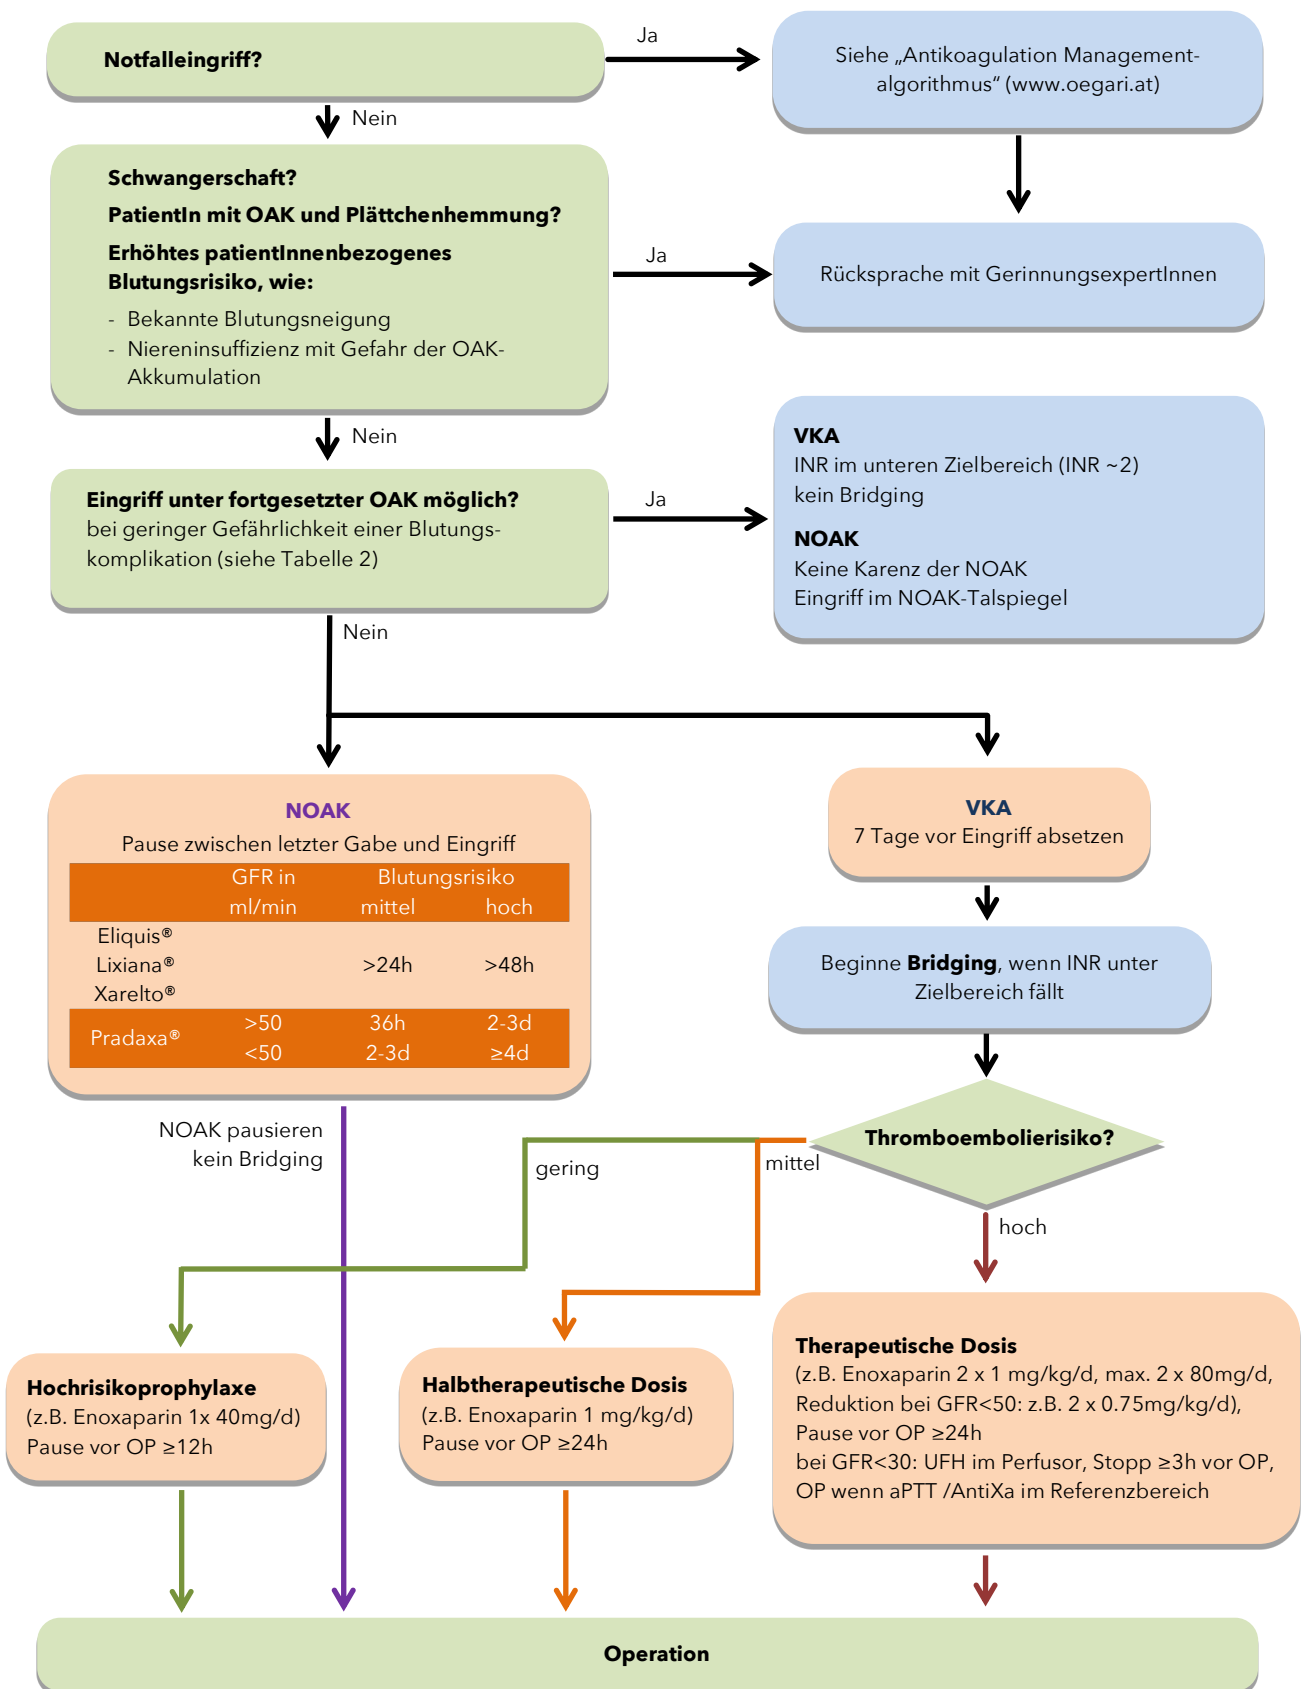 Notfalleingriff?
Ja
Siehe „Antikoagulation Management-
algorithmus“ (www.oegari.at)
Nein
Schwangerschaft?
PatientIn mit OAK und Plättchenhemmung?
Erhöhtes patientInnenbezogenes
Blutungsrisiko, wie:
- Bekannte Blutungsneigung
- Niereninsuffizienz mit Gefahr der OAK-
Akkumulation
Ja
Rücksprache mit GerinnungsexpertInnen
Nein
Eingriff unter fortgesetzter OAK möglich?
bei geringer Gefährlichkeit einer Blutungs-
komplikation (siehe Tabelle 2)
Ja
VKA
INR im unteren Zielbereich (INR ~2)
kein Bridging
NOAK
Keine Karenz der NOAK
Eingriff im NOAK-Talspiegel
Nein
NOAK
Pause zwischen letzter Gabe und Eingriff
GFR in Blutungsrisiko
ml/min mittel hoch
Eliquis®
Lixiana® >24h >48h
Xarelto®
Pradaxa®
>50 36h 2-3d
<50 2-3d ≥4d
VKA
7 Tage vor Eingriff absetzen
Beginne Bridging, wenn INR unter
Zielbereich fällt
Thromboembolierisiko?
NOAK pausieren
kein Bridging
gering
mittel
hoch
Hochrisikoprophylaxe
(z.B. Enoxaparin 1x 40mg/d)
Pause vor OP ≥12h
Halbtherapeutische Dosis
(z.B. Enoxaparin 1 mg/kg/d)
Pause vor OP ≥24h
Therapeutische Dosis
(z.B. Enoxaparin 2 x 1 mg/kg/d, max. 2 x 80mg/d,
Reduktion bei GFR<50: z.B. 2 x 0.75mg/kg/d),
Pause vor OP ≥24h
bei GFR<30: UFH im Perfusor, Stopp ≥3h vor OP,
OP wenn aPTT /AntiXa im Referenzbereich
Operation